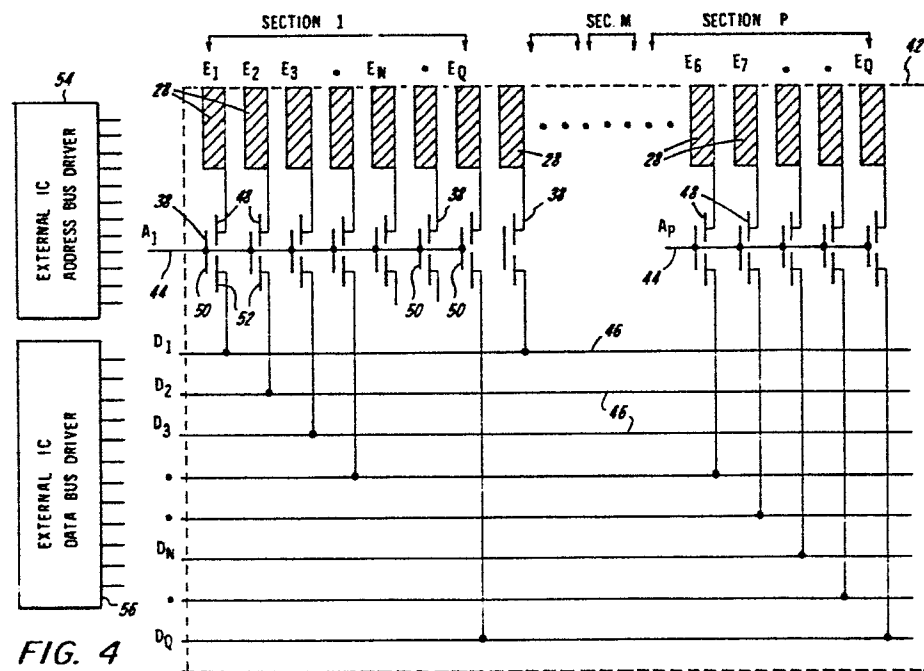 SECTION 1 SEC. M SECTION P
E1 E2 E3 • EN • EQ E6 E7 • • EQ
42
54
28
28
28
28
EXTERNAL IC
ADDRESS BUS DRIVER
38 48 38 38 48
A1 AP
44 50 52 50 50 44
D1 46
D2
46
D3
•
•
DN
•
DQ
EXTERNAL IC
DATA BUS DRIVER
56
FIG. 4